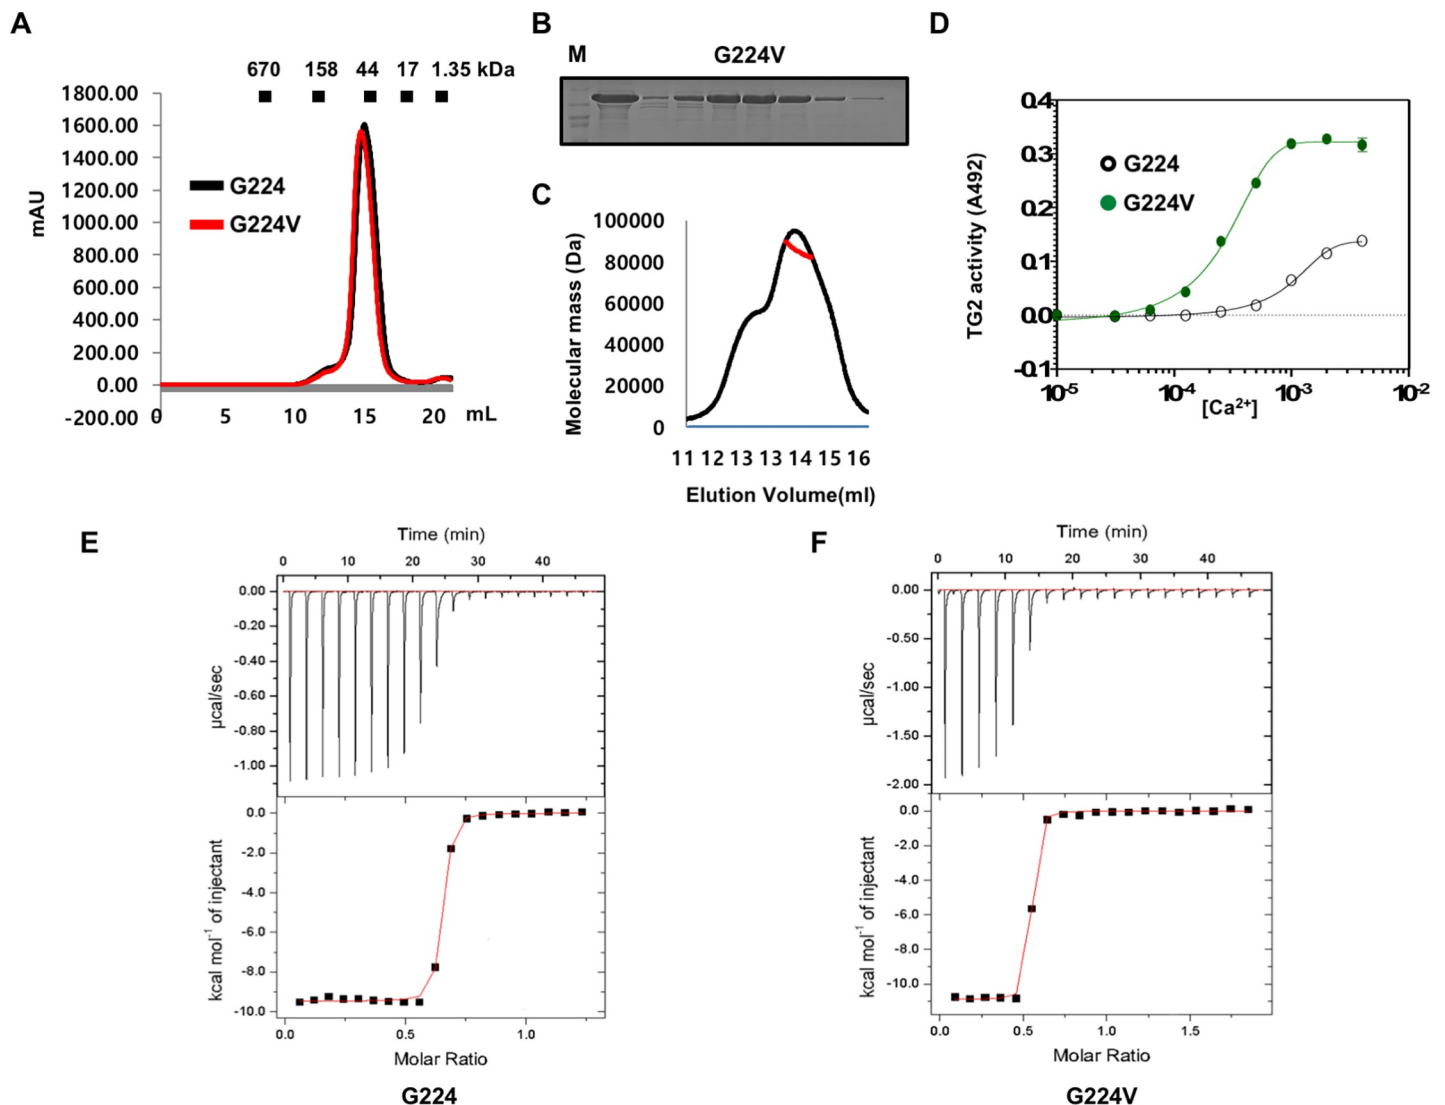 A
670 158 44 17 1.35 kDa
1800.00
1600.00
1400.00
1200.00
1000.00
800.00
600.00
400.00
200.00
0.00
-200.00
mAU
G224
G224V
0 5 10 15 mL 20
B
M G224V
C
100000
80000
60000
40000
20000
0
Molecular mass (Da)
11 12 13 13 14 15 16
Elution Volume(ml)
D
0.4
0.3
0.2
0.1
0.0
-0.1
TG2 activity (A492)
G224
G224V
10-5 10-4 10-3 10-2
[Ca2+]
E
Time (min)
0 10 20 30 40
0.00
-0.20
-0.40
-0.60
-0.80
-1.00
µcal/sec
0.0
-2.0
-4.0
-6.0
-8.0
-10.0
kcal mol-1 of injectant
0.0 0.5 1.0
Molar Ratio
G224
F
Time (min)
0 10 20 30 40
0.00
-0.50
-1.00
-1.50
-2.00
µcal/sec
0.0
-2.0
-4.0
-6.0
-8.0
-10.0
kcal mol-1 of injectant
0.0 0.5 1.0 1.5
Molar Ratio
G224V